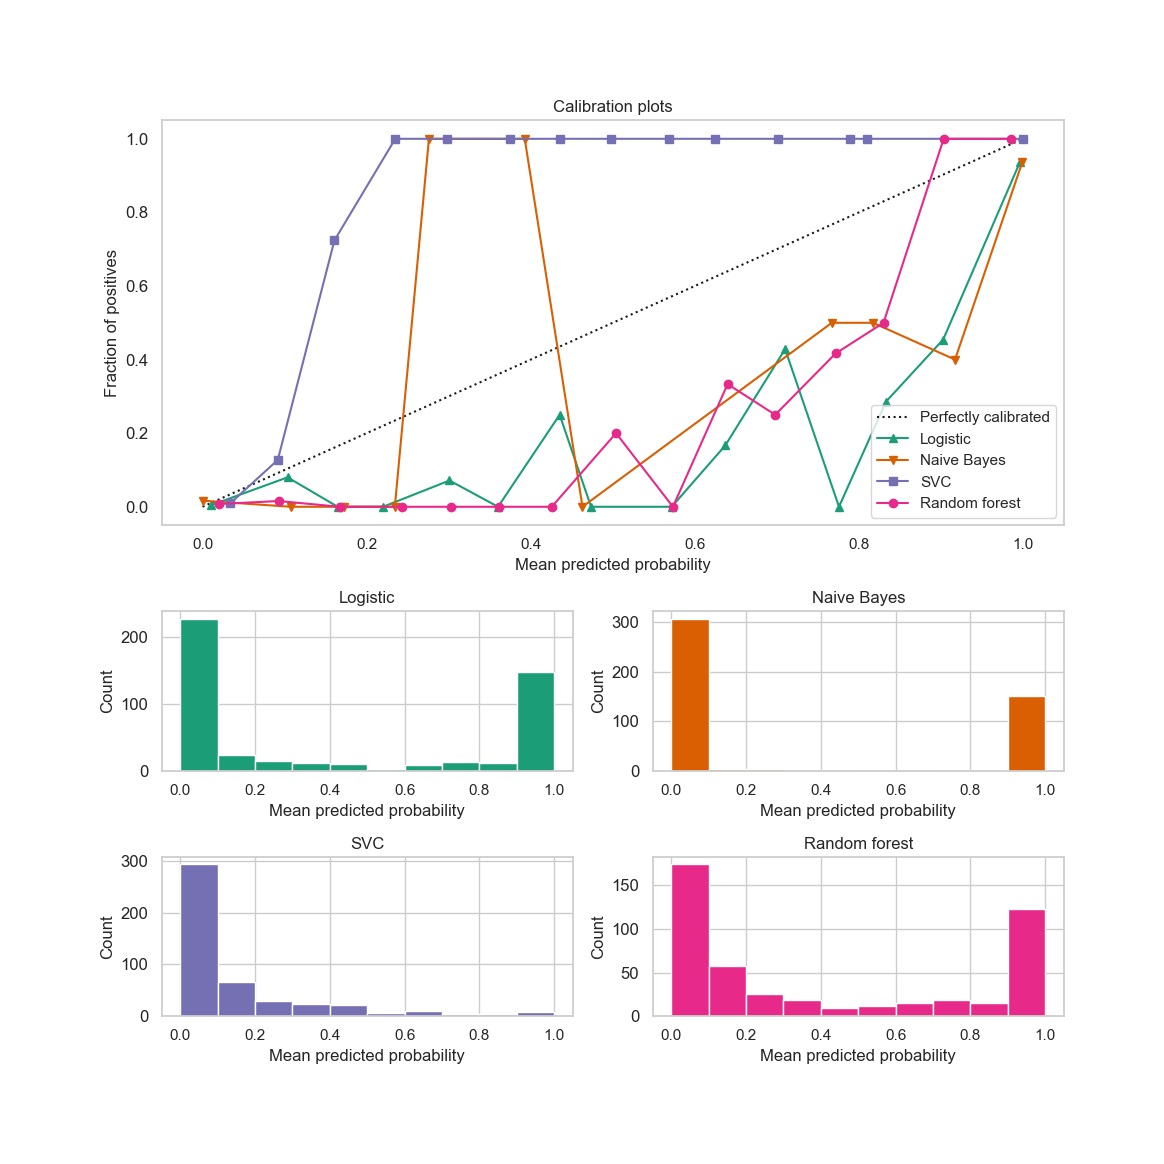 Calibration plots
1.0
0.8
0.6
0.4
0.2
0.0
Fraction of positives
0.0 0.2 0.4 0.6 0.8 1.0
Mean predicted probability
Perfectly calibrated
Logistic
Naive Bayes
SVC
Random forest
Logistic
200
100
0
Count
0.0 0.2 0.4 0.6 0.8 1.0
Mean predicted probability
Naive Bayes
300
200
100
0
Count
0.0 0.2 0.4 0.6 0.8 1.0
Mean predicted probability
SVC
300
200
100
0
Count
0.0 0.2 0.4 0.6 0.8 1.0
Mean predicted probability
Random forest
150
100
50
0
Count
0.0 0.2 0.4 0.6 0.8 1.0
Mean predicted probability